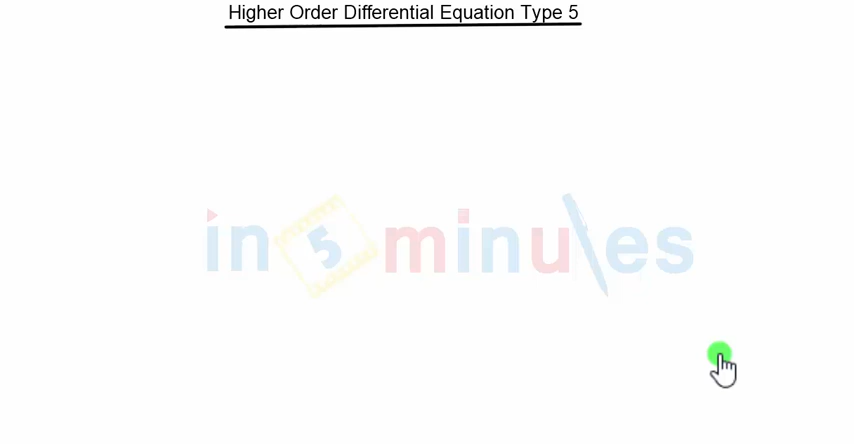 Higher Order Differential Equation Type 5
in 5 minutes